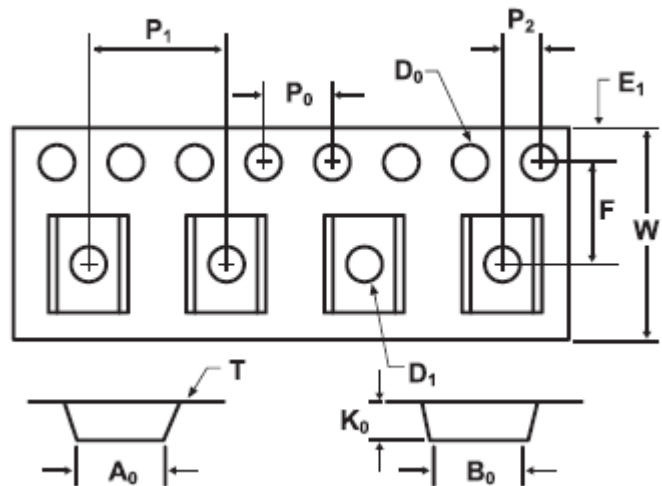 P₁
P₂
P₀
D₀
E₁
F
W
T
D₁
K₀
A₀
B₀